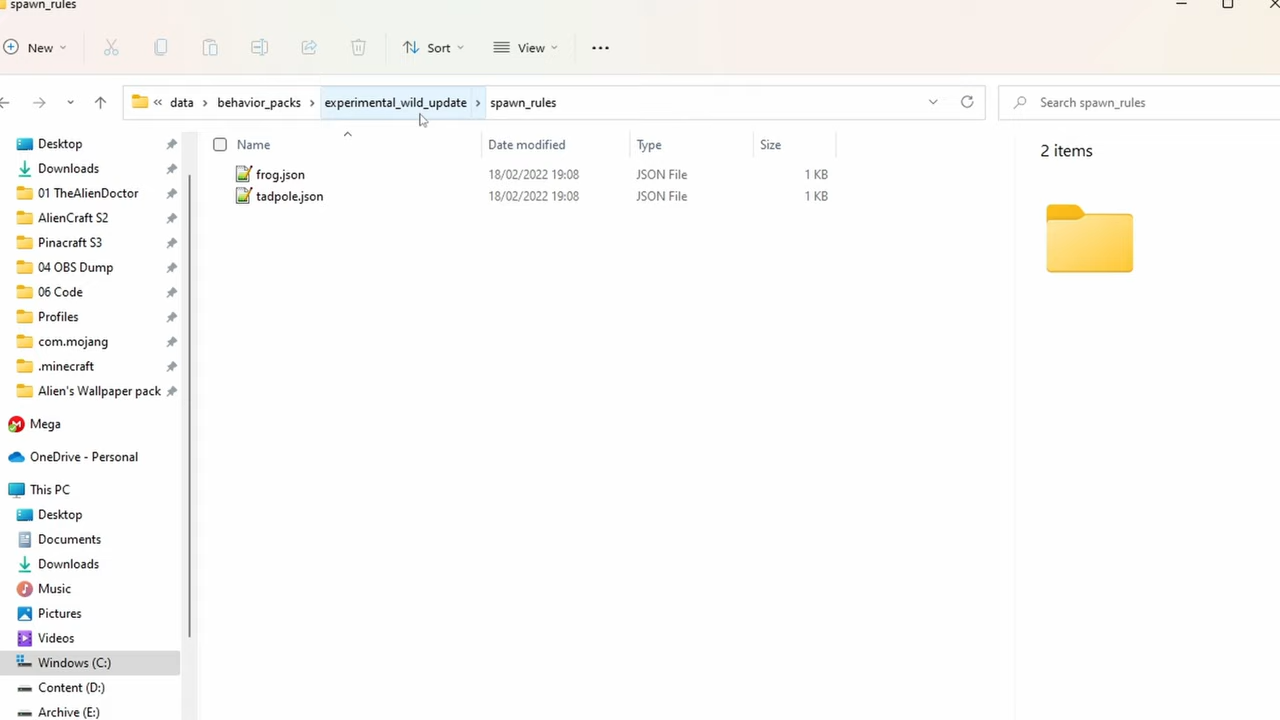 spawn_rules
New
Sort
View
« data > behavior_packs > experimental_wild_update > spawn_rules
Search spawn_rules
Name Date modified Type Size
frog.json 18/02/2022 19:08 JSON File 1 KB
tadpole.json 18/02/2022 19:08 JSON File 1 KB
2 items
Desktop
Downloads
01 TheAlienDoctor
AlienCraft S2
Pinacraft S3
04 OBS Dump
06 Code
Profiles
com.mojang
.minecraft
Alien's Wallpaper pack
Mega
OneDrive - Personal
This PC
Desktop
Documents
Downloads
Music
Pictures
Videos
Windows (C:)
Content (D:)
Archive (E:)